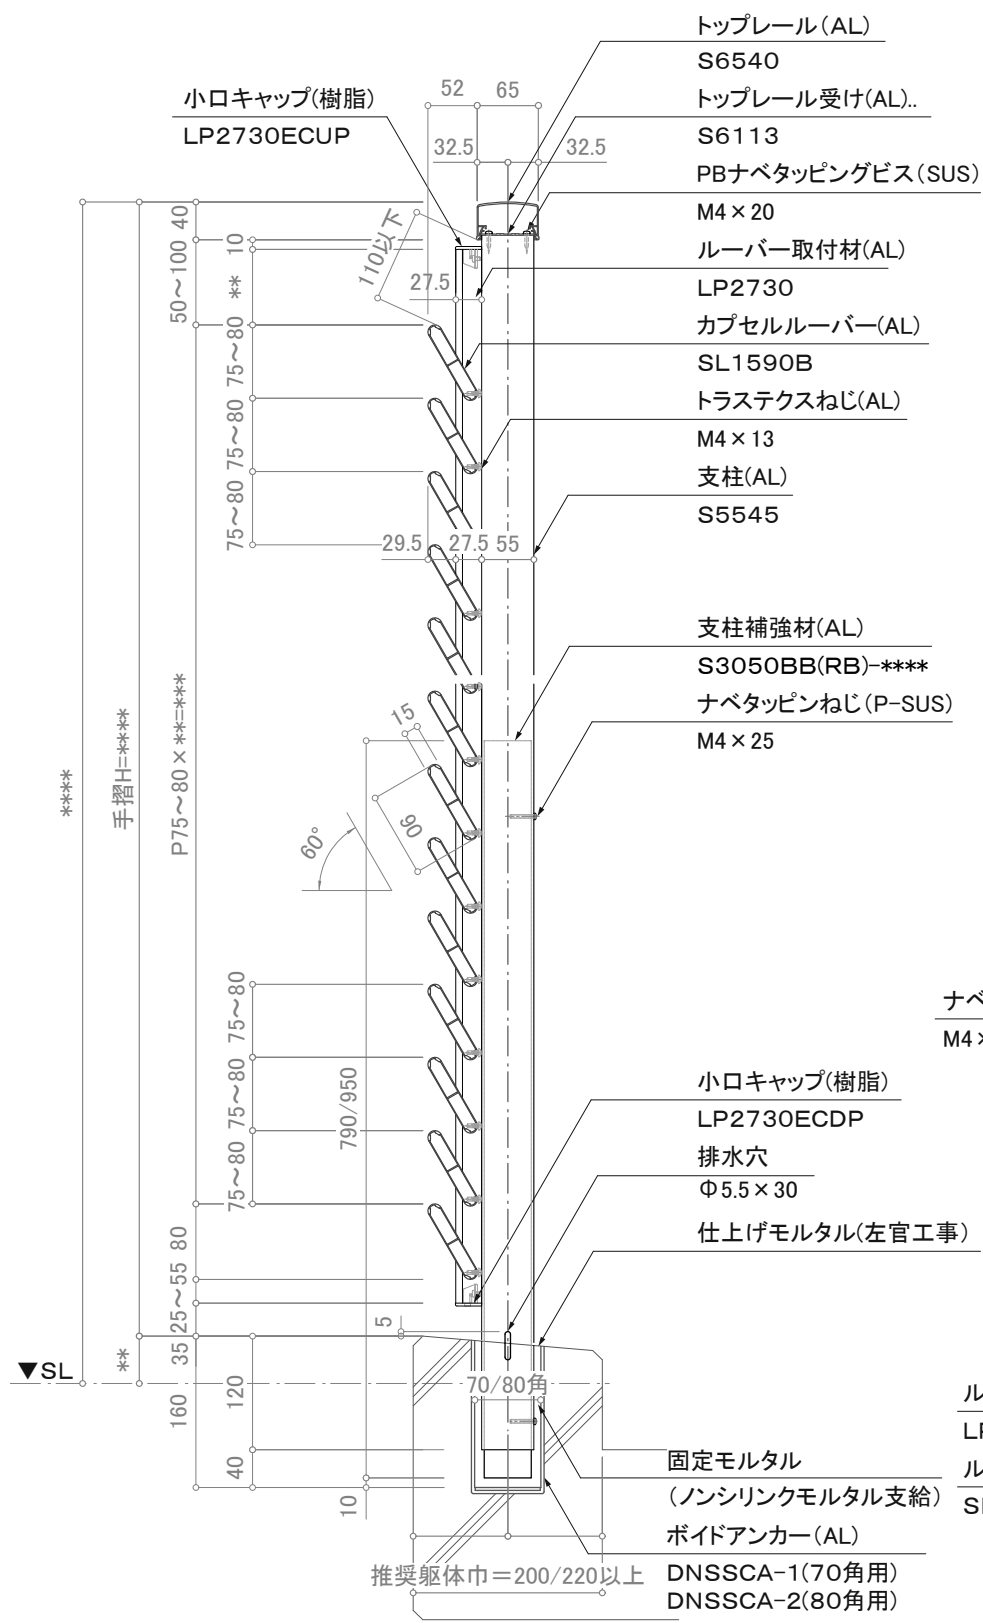 トップレール(AL)
S6540
52
65
小口キャップ(樹脂)
LP2730ECUP
トップレール受け(AL)..
S6113
32.5
32.5
PBナベタッピングビス(SUS)
M4×20
40
10
50～100
**
110以下
27.5
ルーバー取付材(AL)
LP2730
カプセルルーバー(AL)
SL1590B
75～80
トラステクスねじ(AL)
M4×13
75～80
支柱(AL)
S5545
75～80
29.5
27.5
55
支柱補強材(AL)
S3050BB(RB)-****
ナベタッピンねじ(P-SUS)
M4×25
15
****
手摺H=****
P75～80×**=****
90
60°
ナベ
M4×
75～80
小口キャップ(樹脂)
LP2730ECDP
75～80
790/950
排水穴
Φ5.5×30
75～80
仕上げモルタル(左官工事)
80
25～55
5
35
**
▼SL
70/80角
160
120
ル
LP
固定モルタル
(ノンシリンクモルタル支給)
40
ル
10
ボイドアンカー(AL)
推奨躯体巾=200/220以上
DNSSCA-1(70角用)
DNSSCA-2(80角用)